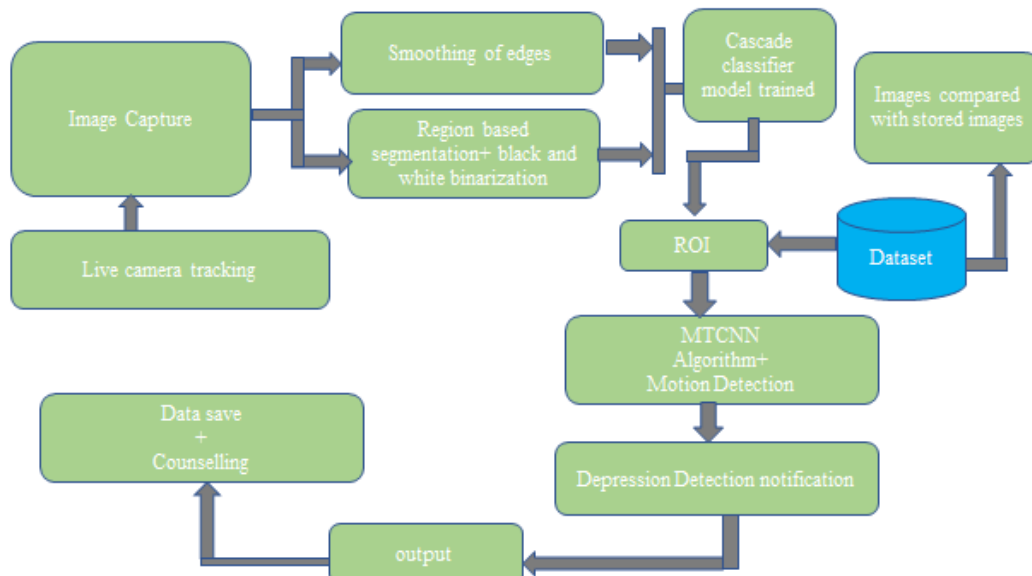 Image Capture
Live camera tracking
Smoothing of edges
Region based
segmentation+ black and
white binarization
Cascade
classifier
model trained
Images compared
with stored images
ROI
Dataset
MTCNN
Algorithm+
Motion Detection
Depression Detection notification
output
Data save
+
Counselling